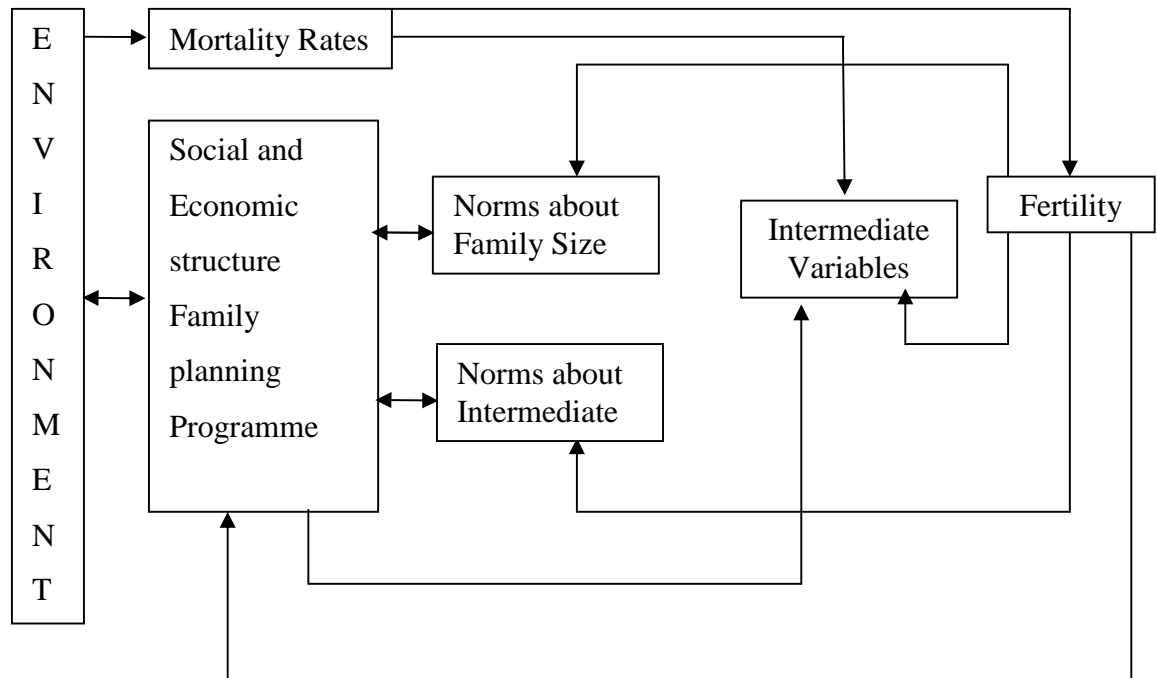 E
N
V
I
R
O
N
M
E
N
T
Mortality Rates
Social and
Economic
structure
Family
planning
Programme
Norms about
Family Size
Norms about
Intermediate
Intermediate
Variables
Fertility